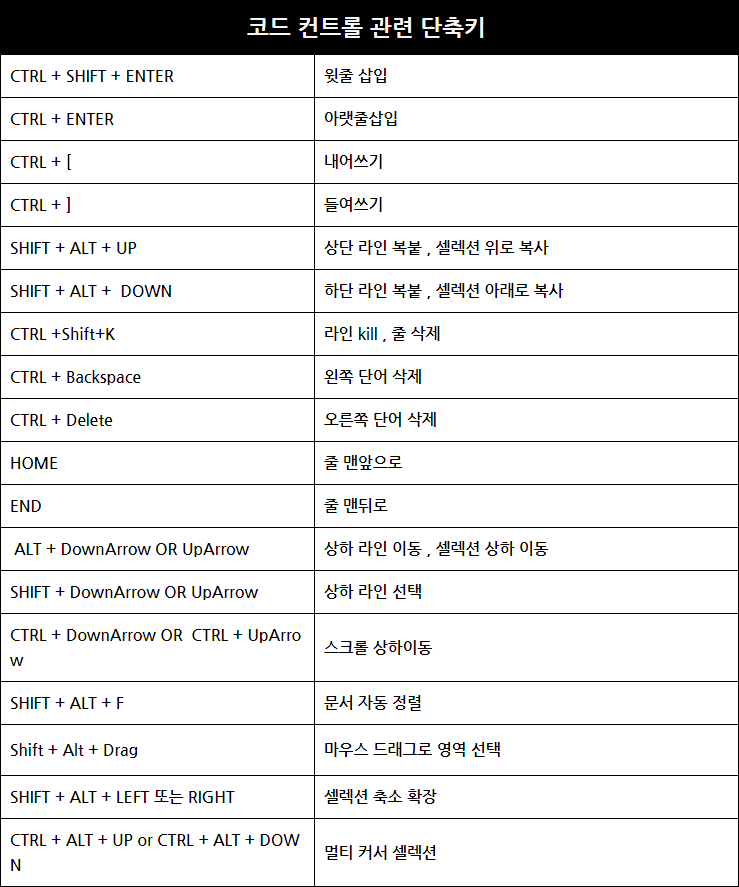 코드 컨트롤 관련 단축키
CTRL + SHIFT + ENTER 윗줄 삽입
CTRL + ENTER 아랫줄삽입
CTRL + [ 내어쓰기
CTRL + ] 들여쓰기
SHIFT + ALT + UP 상단 라인 복붙 , 셀렉션 위로 복사
SHIFT + ALT +  DOWN 하단 라인 복붙 , 셀렉션 아래로 복사
CTRL +Shift+K 라인 kill , 줄 삭제
CTRL + Backspace 왼쪽 단어 삭제
CTRL + Delete 오른쪽 단어 삭제
HOME 줄 맨앞으로
END 줄 맨뒤로
ALT + DownArrow OR UpArrow 상하 라인 이동 , 셀렉션 상하 이동
SHIFT + DownArrow OR UpArrow 상하 라인 선택
CTRL + DownArrow OR  CTRL + UpArro
w
스크롤 상하이동
SHIFT + ALT + F 문서 자동 정렬
Shift + Alt + Drag 마우스 드래그로 영역 선택
SHIFT + ALT + LEFT 또는 RIGHT 셀렉션 축소 확장
CTRL + ALT + UP or CTRL + ALT + DOW
N
멀티 커서 셀렉션